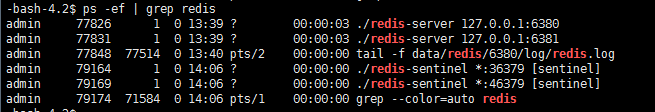 -bash-4.2$ ps -ef | grep redis
admin 77826 1 0 13:39 ? 00:00:03 ./redis-server 127.0.0.1:6380
admin 77831 1 0 13:39 ? 00:00:03 ./redis-server 127.0.0.1:6381
admin 77848 77514 0 13:40 pts/2 00:00:00 tail -f data/redis/6380/log/redis.log
admin 79164 1 0 14:06 ? 00:00:00 ./redis-sentinel *:36379 [sentinel]
admin 79169 1 0 14:06 ? 00:00:00 ./redis-sentinel *:46379 [sentinel]
admin 79174 71584 0 14:06 pts/1 00:00:00 grep --color=auto redis